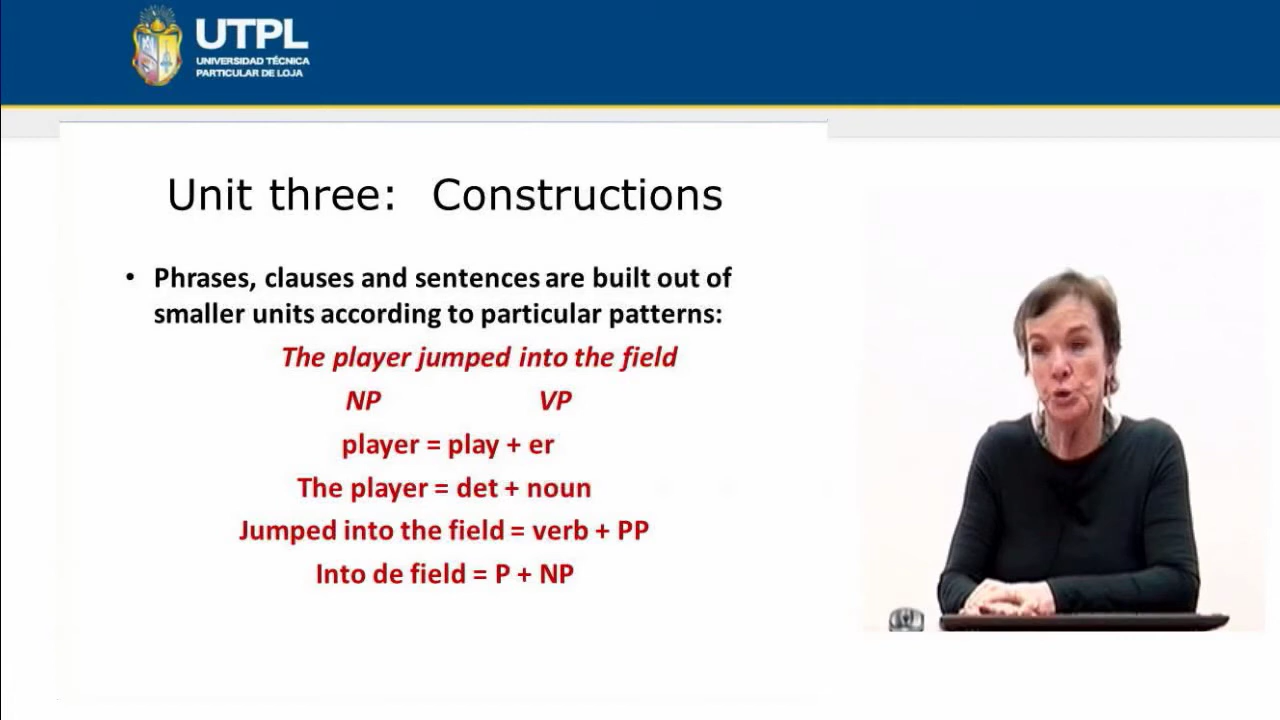 UTPL
UNIVERSIDAD TÉCNICA
PARTICULAR DE LOJA
Unit three: Constructions
• Phrases, clauses and sentences are built out of
smaller units according to particular patterns:
The player jumped into the field
NP VP
player = play + er
The player = det + noun
Jumped into the field = verb + PP
Into de field = P + NP